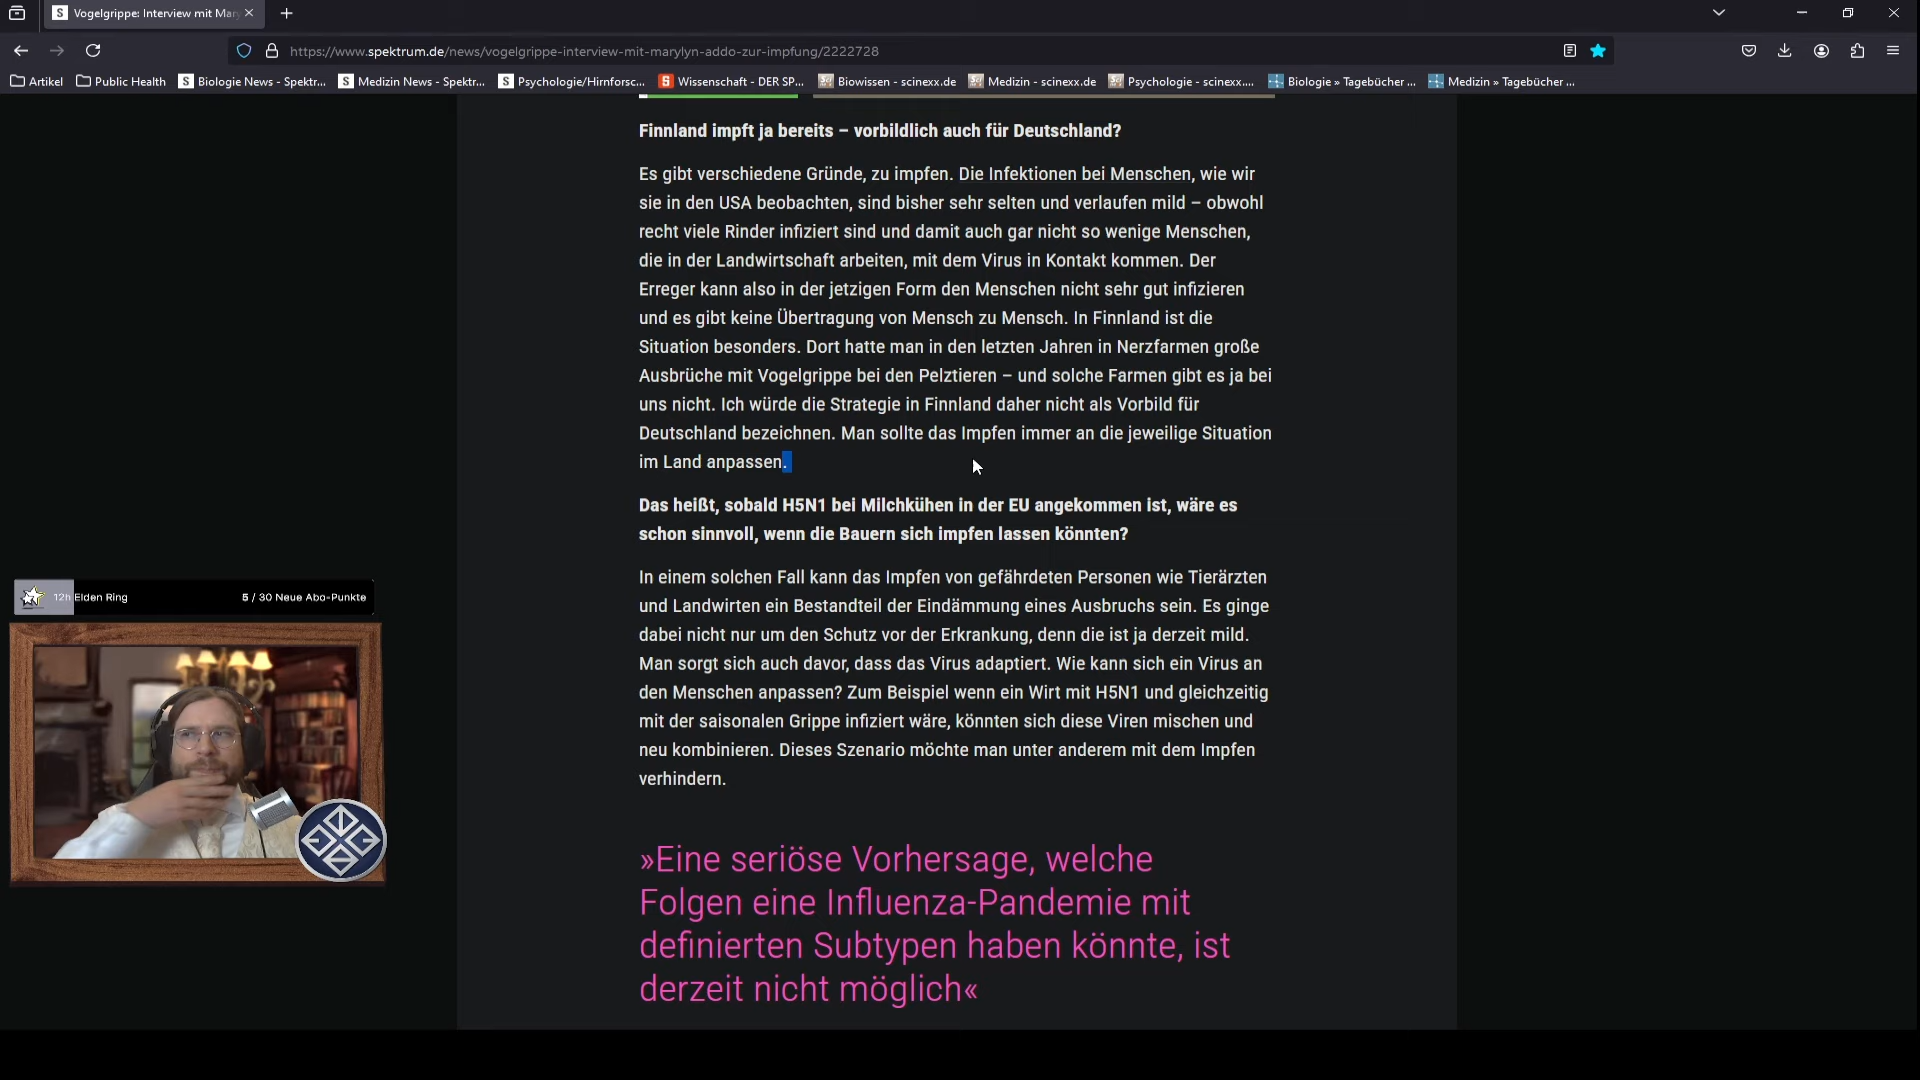 Vogelgrippe: Interview mit Mar
https://www.spektrum.de/news/vogelgrippe-interview-mit-marylyn-addo-zur-impfung/2222728
Artikel Public Health Biologie News - Spektr... Medizin News - Spektr... Psychologie/Hirnforsc... Wissenschaft - DER SP... Biowissen - scinexx.de Medizin - scinexx.de Psychologie - scinexx.... Biologie » Tagebücher ... Medizin » Tagebücher ...
Finnland impft ja bereits – vorbildlich auch für Deutschland?
Es gibt verschiedene Gründe, zu impfen. Die Infektionen bei Menschen, wie wir
sie in den USA beobachten, sind bisher sehr selten und verlaufen mild – obwohl
recht viele Rinder infiziert sind und damit auch gar nicht so wenige Menschen,
die in der Landwirtschaft arbeiten, mit dem Virus in Kontakt kommen. Der
Erreger kann also in der jetzigen Form den Menschen nicht sehr gut infizieren
und es gibt keine Übertragung von Mensch zu Mensch. In Finnland ist die
Situation besonders. Dort hatte man in den letzten Jahren in Nerzfarmen große
Ausbrüche mit Vogelgrippe bei den Pelztieren – und solche Farmen gibt es ja bei
uns nicht. Ich würde die Strategie in Finnland daher nicht als Vorbild für
Deutschland bezeichnen. Man sollte das Impfen immer an die jeweilige Situation
im Land anpassen.
Das heißt, sobald H5N1 bei Milchkühen in der EU angekommen ist, wäre es
schon sinnvoll, wenn die Bauern sich impfen lassen könnten?
In einem solchen Fall kann das Impfen von gefährdeten Personen wie Tierärzten
und Landwirten ein Bestandteil der Eindämmung eines Ausbruchs sein. Es ginge
dabei nicht nur um den Schutz vor der Erkrankung, denn die ist ja derzeit mild.
Man sorgt sich auch davor, dass das Virus adaptiert. Wie kann sich ein Virus an
den Menschen anpassen? Zum Beispiel wenn ein Wirt mit H5N1 und gleichzeitig
mit der saisonalen Grippe infiziert wäre, könnten sich diese Viren mischen und
neu kombinieren. Dieses Szenario möchte man unter anderem mit dem Impfen
verhindern.
»Eine seriöse Vorhersage, welche
Folgen eine Influenza-Pandemie mit
definierten Subtypen haben könnte, ist
derzeit nicht möglich«
12h Elden Ring 5 / 30 Neue Abo-Punkte